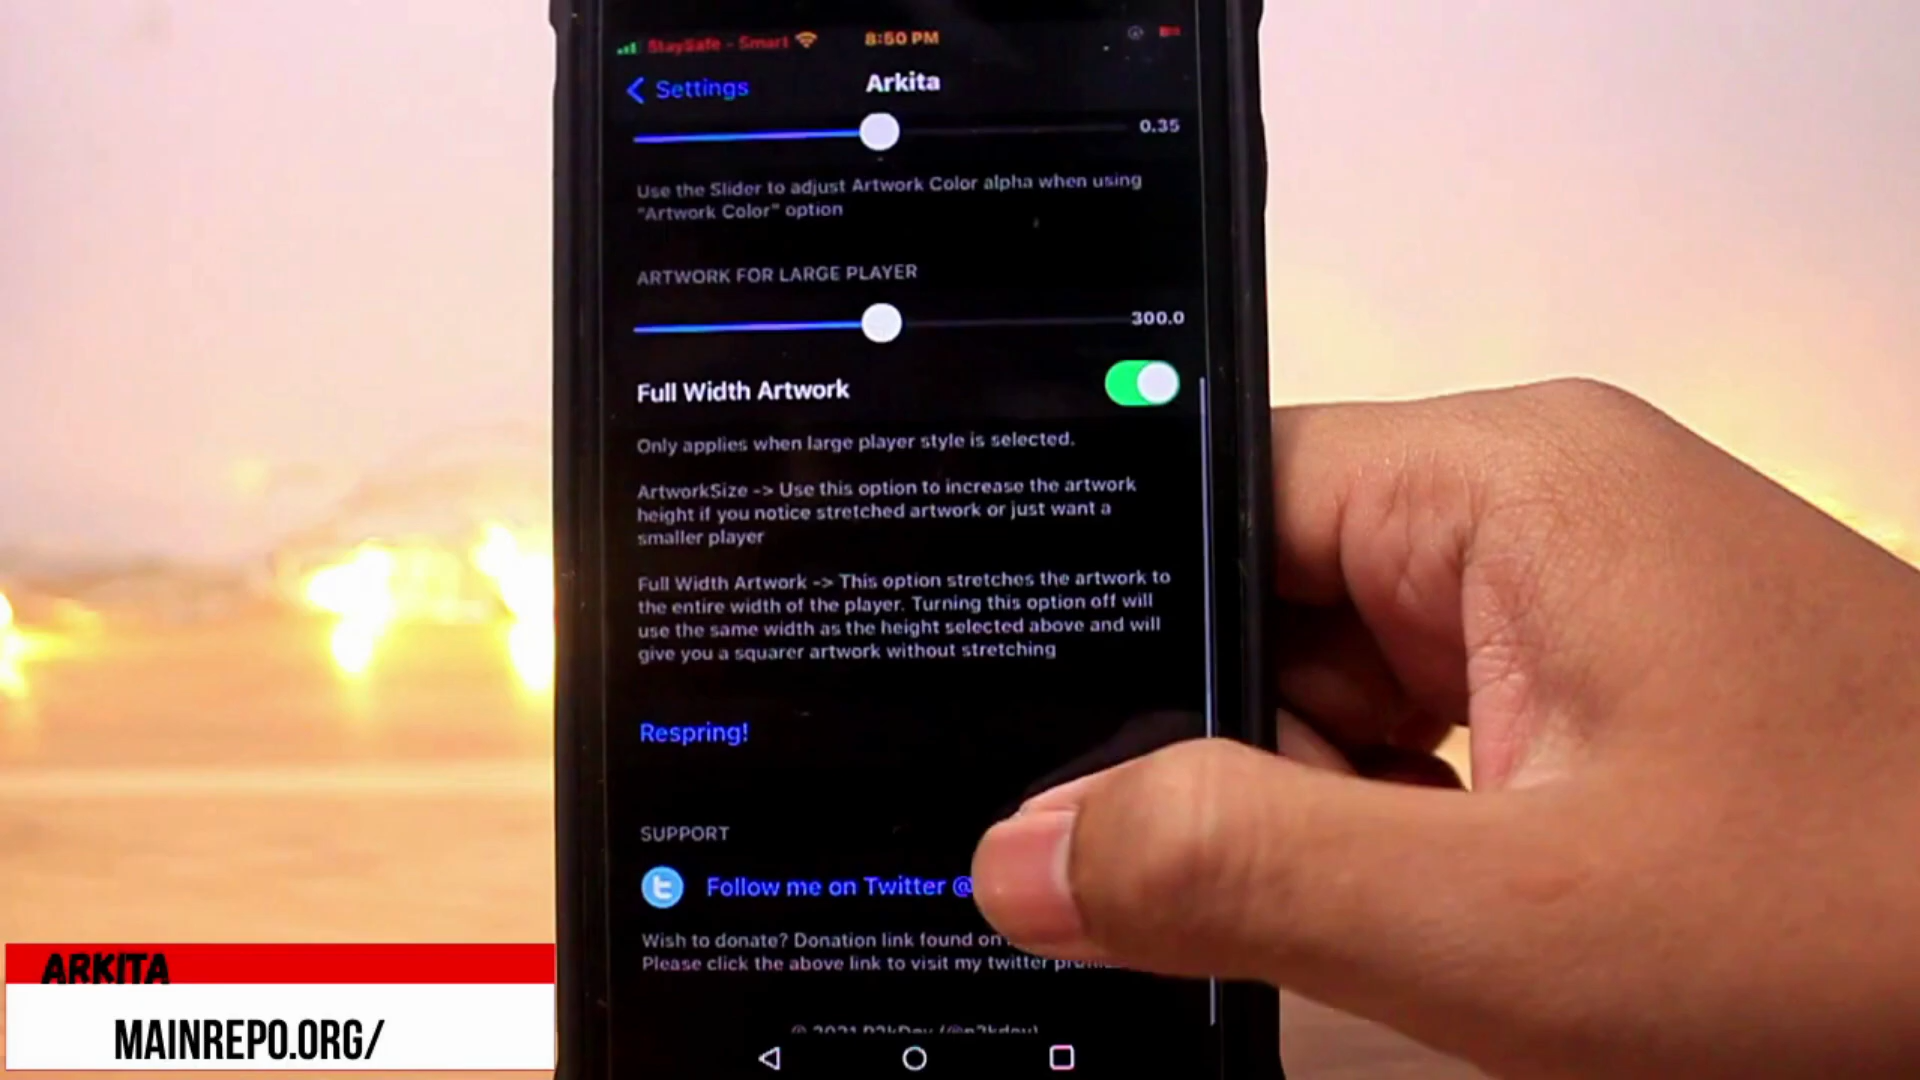 StaySafe - Smart 8:50 PM
Settings Arkita
0.35
Use the Slider to adjust Artwork Color alpha when using
"Artwork Color" option
ARTWORK FOR LARGE PLAYER
300.0
Full Width Artwork
Only applies when large player style is selected.
ArtworkSize -> Use this option to increase the artwork
height if you notice stretched artwork or just want a
smaller player
Full Width Artwork -> This option stretches the artwork to
the entire width of the player. Turning this option off will
use the same width as the height selected above and will
give you a squarer artwork without stretching
Respring!
SUPPORT
Follow me on Twitter @
Wish to donate? Donation link found on
Please click the above link to visit my twitter
© 2021
ARKITA
MAINREPO.ORG/